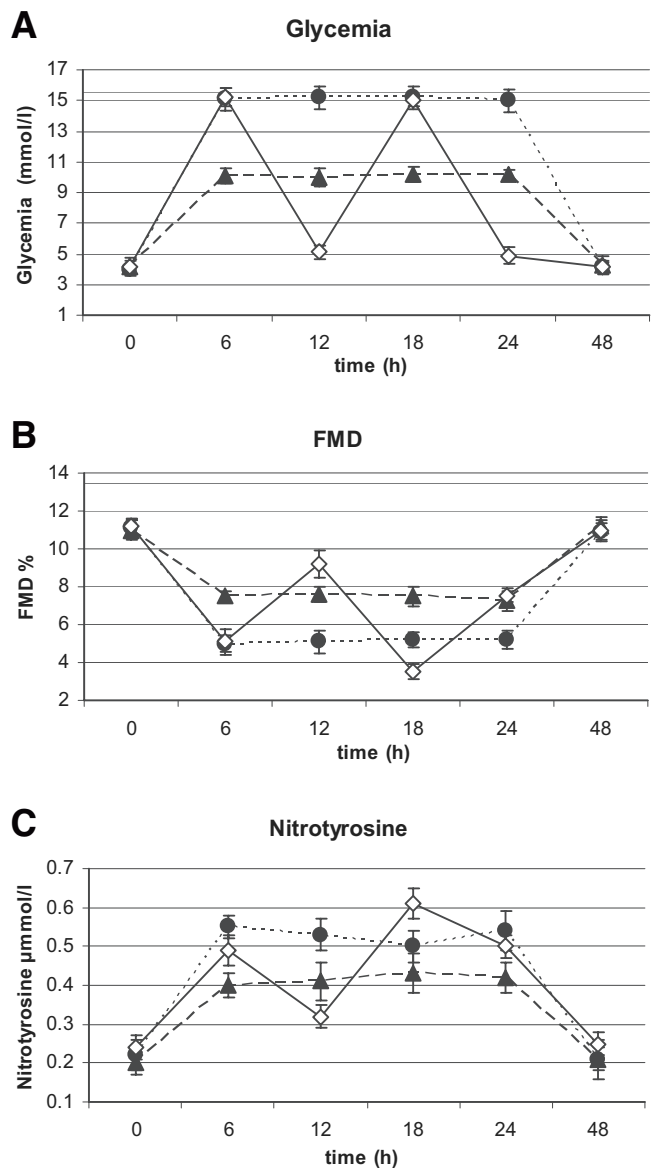 A
Glycemia
17
15
13
11
9
7
5
3
1
Glycemia (mmol/l)
0 6 12 18 24 48
time (h)
B
FMD
14
12
10
8
6
4
2
FMD %
0 6 12 18 24 48
time (h)
C
Nitrotyrosine
0.7
0.6
0.5
0.4
0.3
0.2
0.1
Nitrotyrosine µmmol/l
0 6 12 18 24 48
time (h)